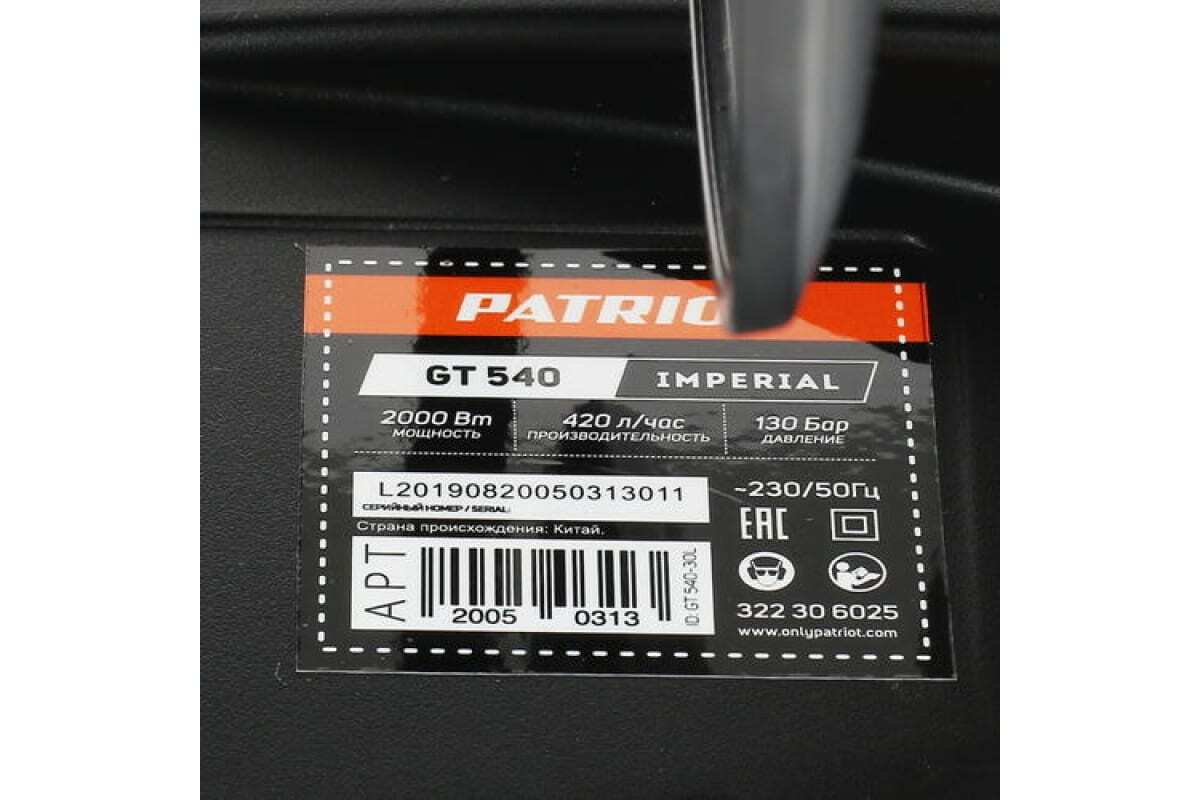 PATRIO
GT 540 IMPERIAL
2000 Вт 420 л/час 130 Бар
МОЩНОСТЬ ПРОИЗВОДИТЕЛЬНОСТЬ ДАВЛЕНИЕ
L20190820050313011
СЕРИЙНЫЙ НОМЕР / SERIAL:
~230/50Гц
Страна происхождения: Китай.
EAC
АРТ
2005 0313
ID: GT 540-30L
322 30 6025
www.onlypatriot.com